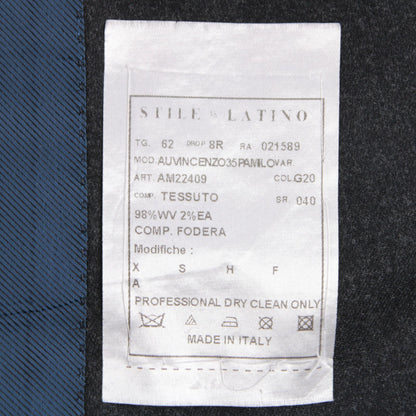 STILE LATINO
TG. 62 DROP 8R RA 021589
MOD. AUVINCENZO35PAMILO VAR.
ART. AM22409 COL. G20
COMP. TESSUTO SR. 040
98%WV 2%EA
COMP. FODERA
Modifiche :
X S H F
A
PROFESSIONAL DRY CLEAN ONLY
MADE IN ITALY